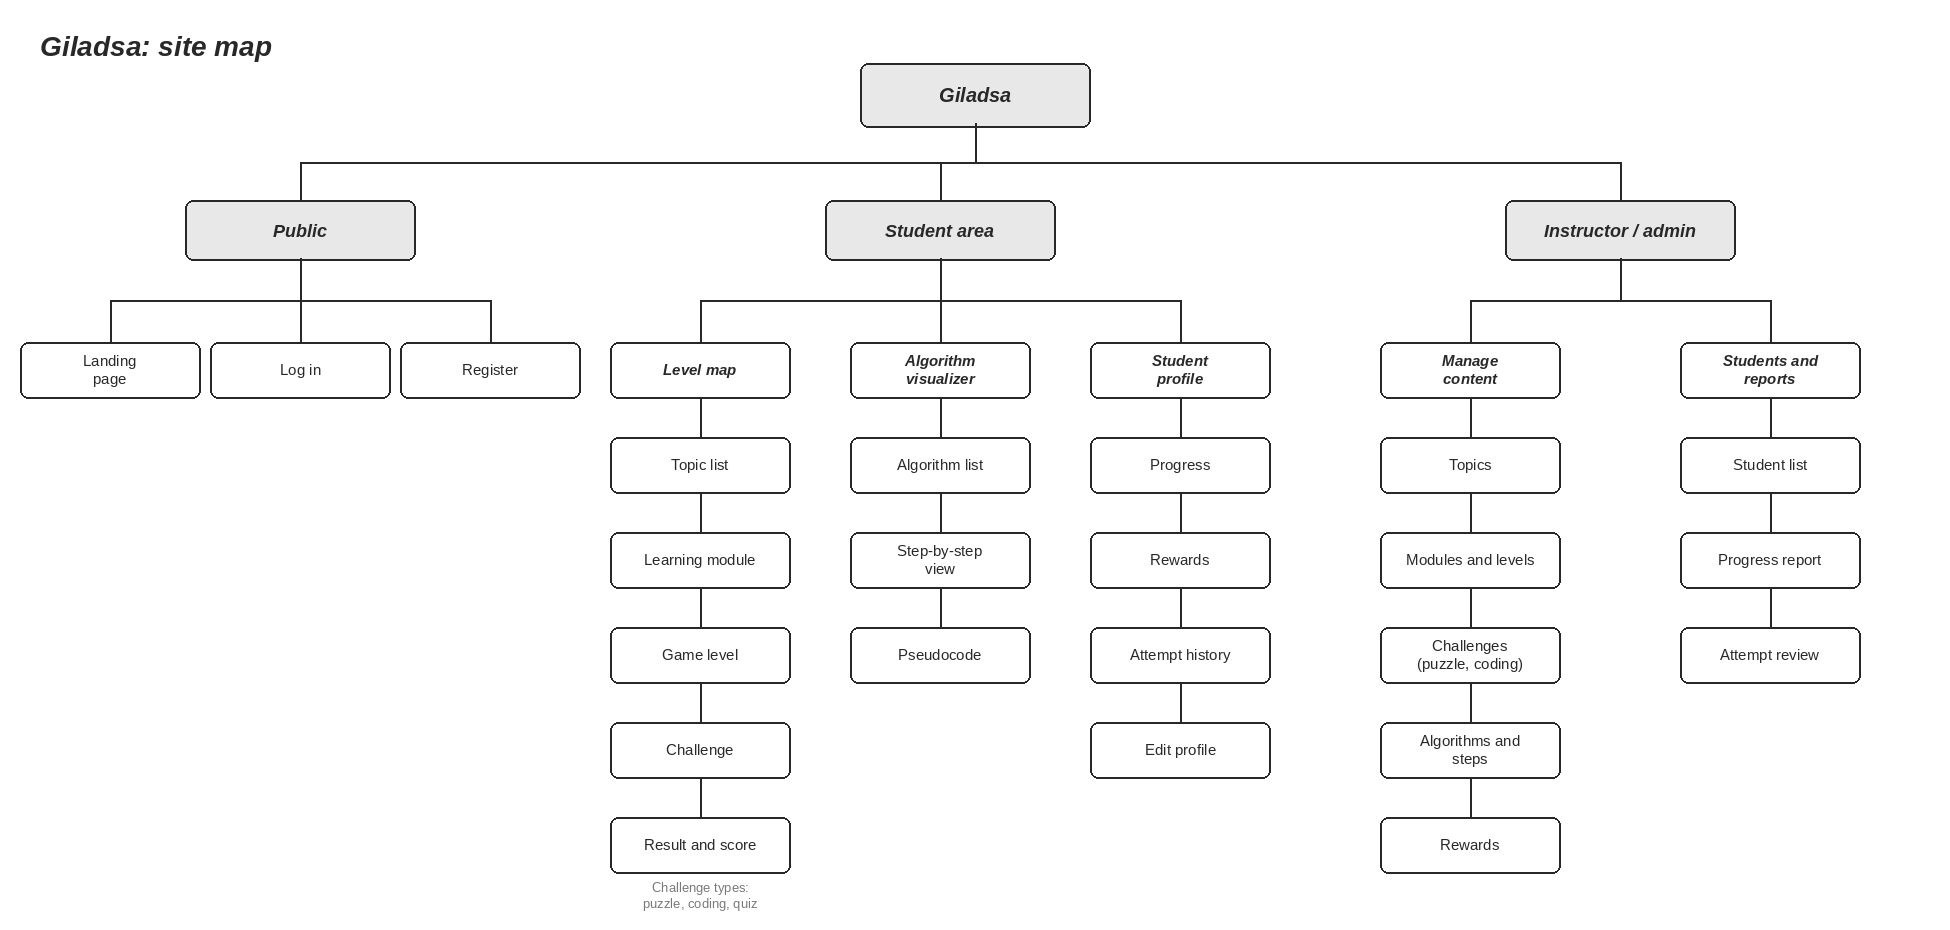 Giladsa: site map
Giladsa
Public
Student area
Instructor / admin
Landing
page
Log in
Register
Level map
Algorithm
visualizer
Student
profile
Manage
content
Students and
reports
Topic list
Algorithm list
Progress
Topics
Student list
Learning module
Step-by-step
view
Rewards
Modules and levels
Progress report
Game level
Pseudocode
Attempt history
Challenges
(puzzle, coding)
Attempt review
Challenge
Edit profile
Algorithms and
steps
Result and score
Rewards
Challenge types:
puzzle, coding, quiz